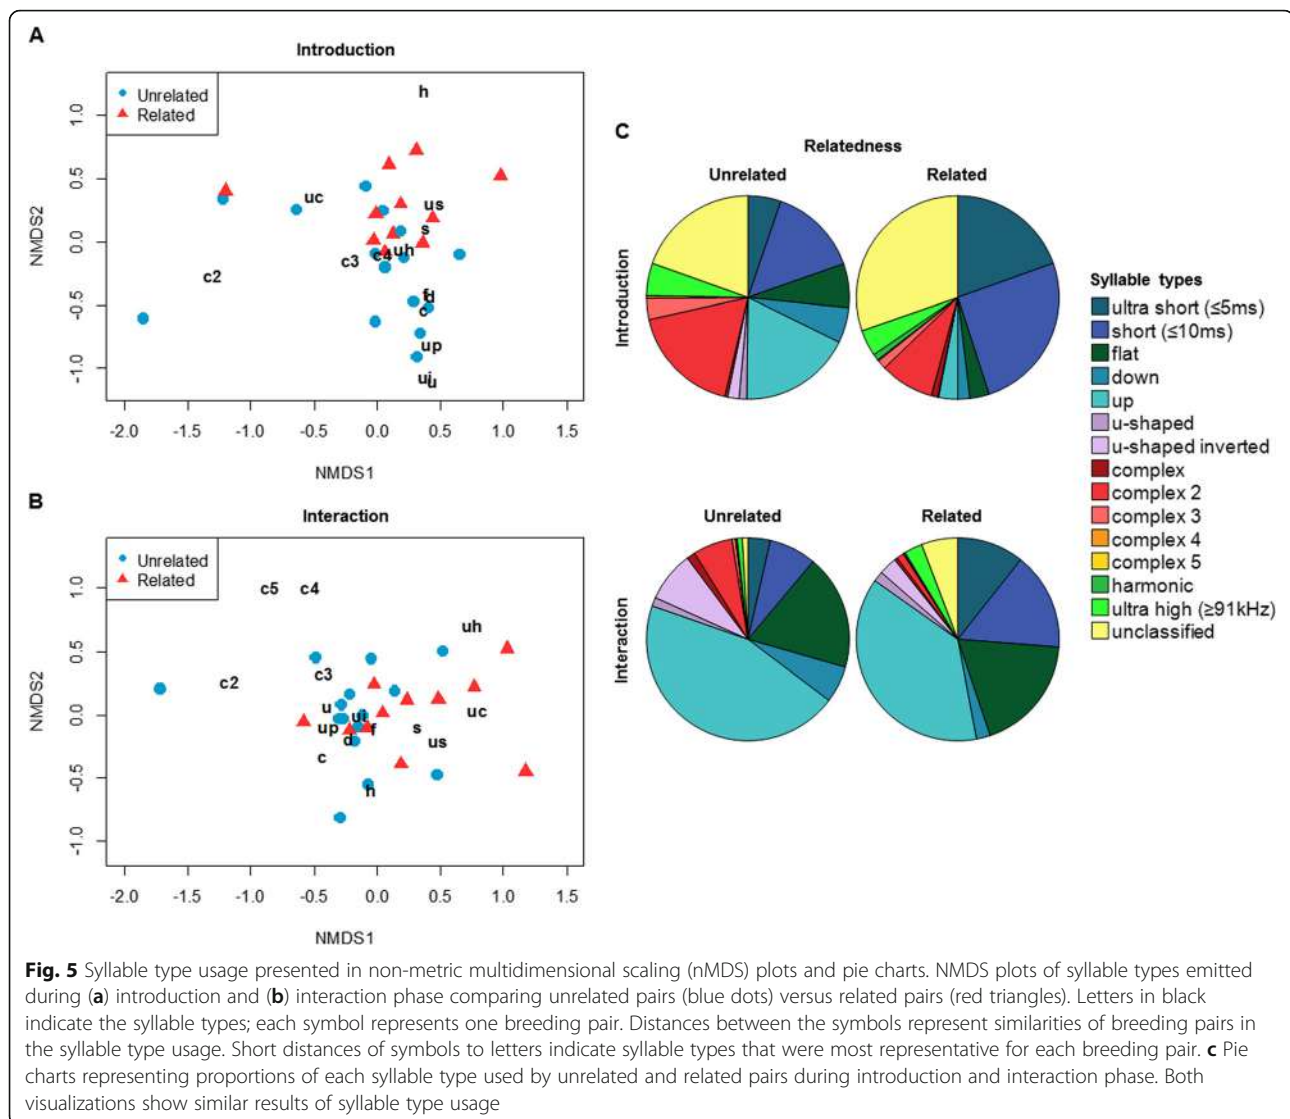 A
Introduction
Unrelated
Related
h
uc
us
s
uh
c4
c3
c2
f
d
c
up
ui
u
1.0
0.5
0.0
-0.5
-1.0
NMDS2
-2.0 -1.5 -1.0 -0.5 0.0 0.5 1.0 1.5
NMDS1
B
Interaction
Unrelated
Related
c5 c4
uh
c3
c2
u
ui
uc
up
f
s
d
us
c
h
1.0
0.5
0.0
-0.5
-1.0
NMDS2
-2.0 -1.5 -1.0 -0.5 0.0 0.5 1.0 1.5
NMDS1
C
Relatedness
Unrelated Related
Introduction
Unrelated Related
Interaction
Syllable types
ultra short (≤5ms)
short (≤10ms)
flat
down
up
u-shaped
u-shaped inverted
complex
complex 2
complex 3
complex 4
complex 5
harmonic
ultra high (≥91kHz)
unclassified
Fig. 5 Syllable type usage presented in non-metric multidimensional scaling (nMDS) plots and pie charts. NMDS plots of syllable types emitted
during (a) introduction and (b) interaction phase comparing unrelated pairs (blue dots) versus related pairs (red triangles). Letters in black
indicate the syllable types; each symbol represents one breeding pair. Distances between the symbols represent similarities of breeding pairs in
the syllable type usage. Short distances of symbols to letters indicate syllable types that were most representative for each breeding pair. c Pie
charts representing proportions of each syllable type used by unrelated and related pairs during introduction and interaction phase. Both
visualizations show similar results of syllable type usage